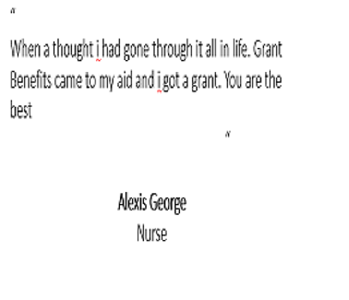 “
When a thought i had gone through it all in life. Grant
Benefits came to my aid and i got a grant. You are the
best
“
Alexis George
Nurse